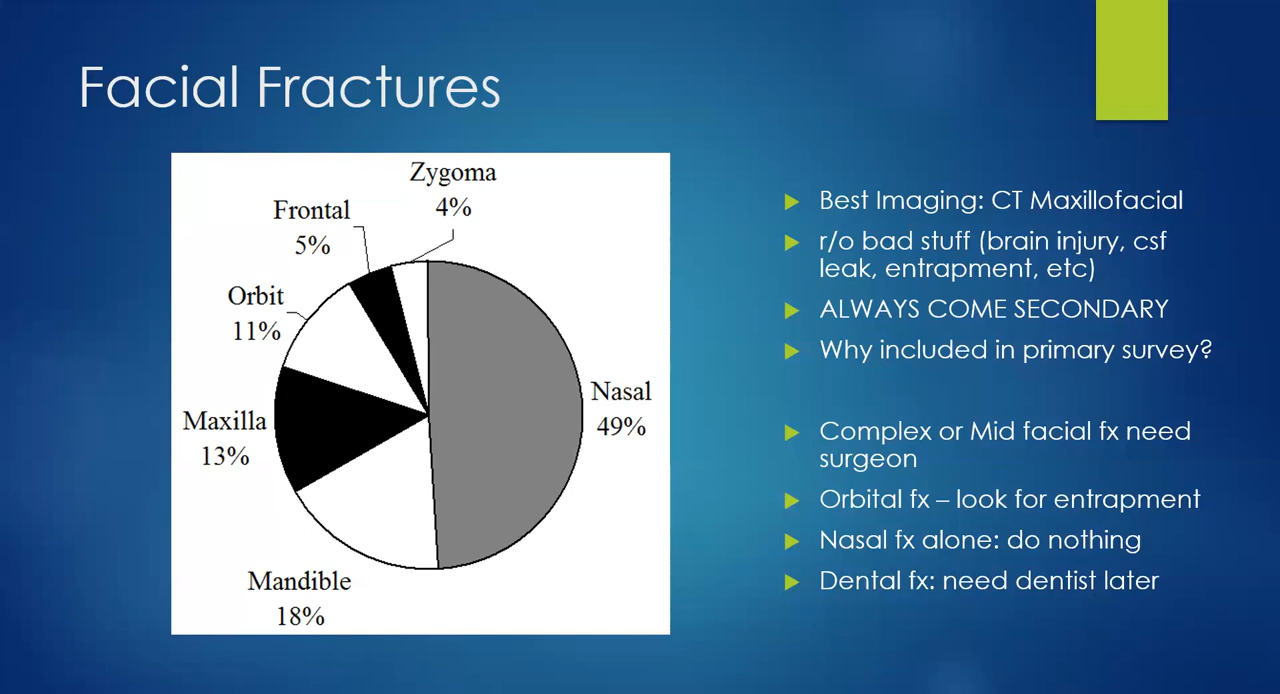 Facial Fractures
Zygoma
4%
Frontal
5%
Orbit
11%
Maxilla
13%
Nasal
49%
Mandible
18%
Best Imaging: CT Maxillofacial
r/o bad stuff (brain injury, csf
leak, entrapment, etc)
ALWAYS COME SECONDARY
Why included in primary survey?
Complex or Mid facial fx need
surgeon
Orbital fx – look for entrapment
Nasal fx alone: do nothing
Dental fx: need dentist later